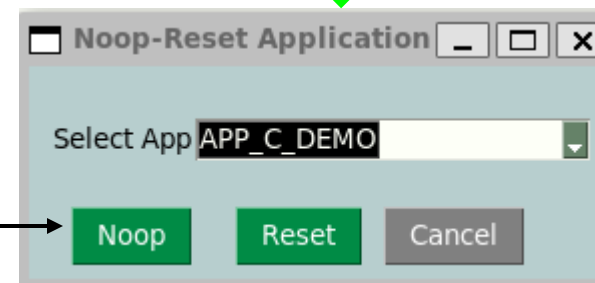 Noop-Reset Application
Select App APP_C_DEMO
Noop Reset Cancel